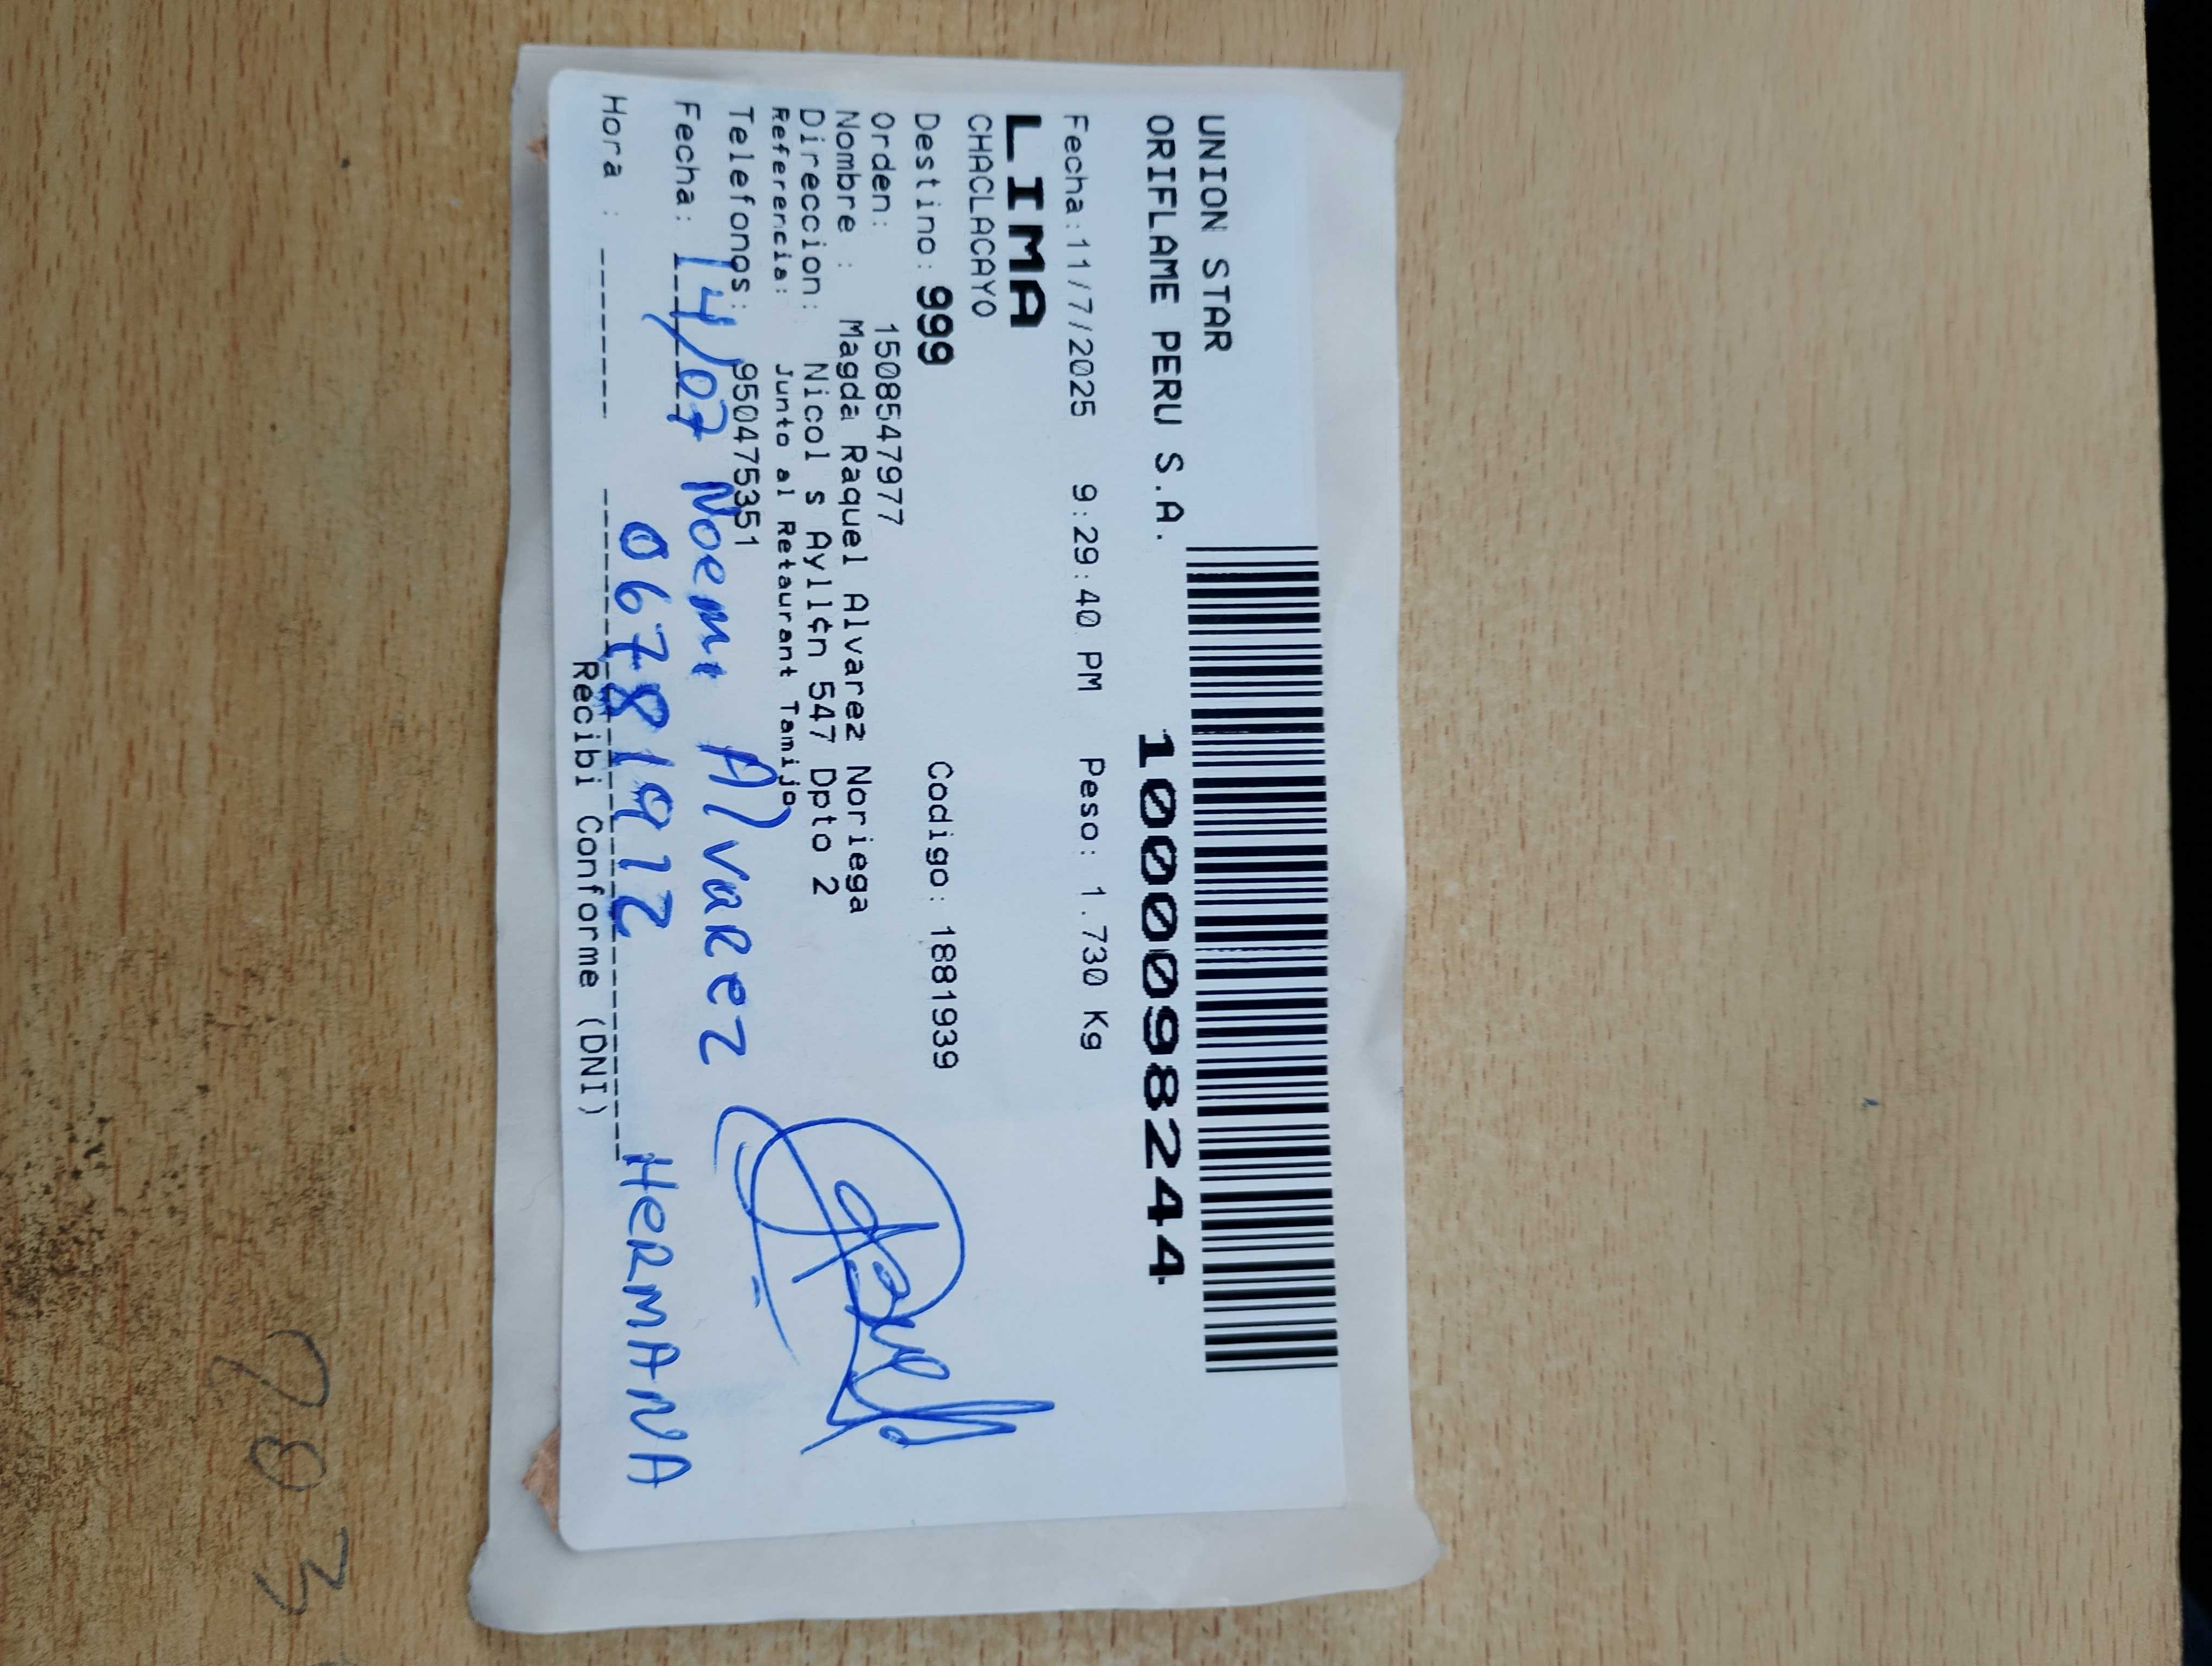 UNION STAR
ORIFLAME PERU S.A.
10000098244
Fecha:11/7/2025 9:29:40 PM Peso: 1.730 Kg
LIMA
CHACLACAYO
Destino: 999 Codigo: 1881939
Orden: 1508547977
Nombre : Magda Raquel Alvarez Noriega
Direccion: Nicol s Ayll¢n 547 Dpto 2
Referencia: Junto al Retaurant Tamijo
Telefonos: 950475351
Fecha: 14/07 Noemi Alvarez
06781912 HERMANA
Hora :
Recibi Conforme (DNI)